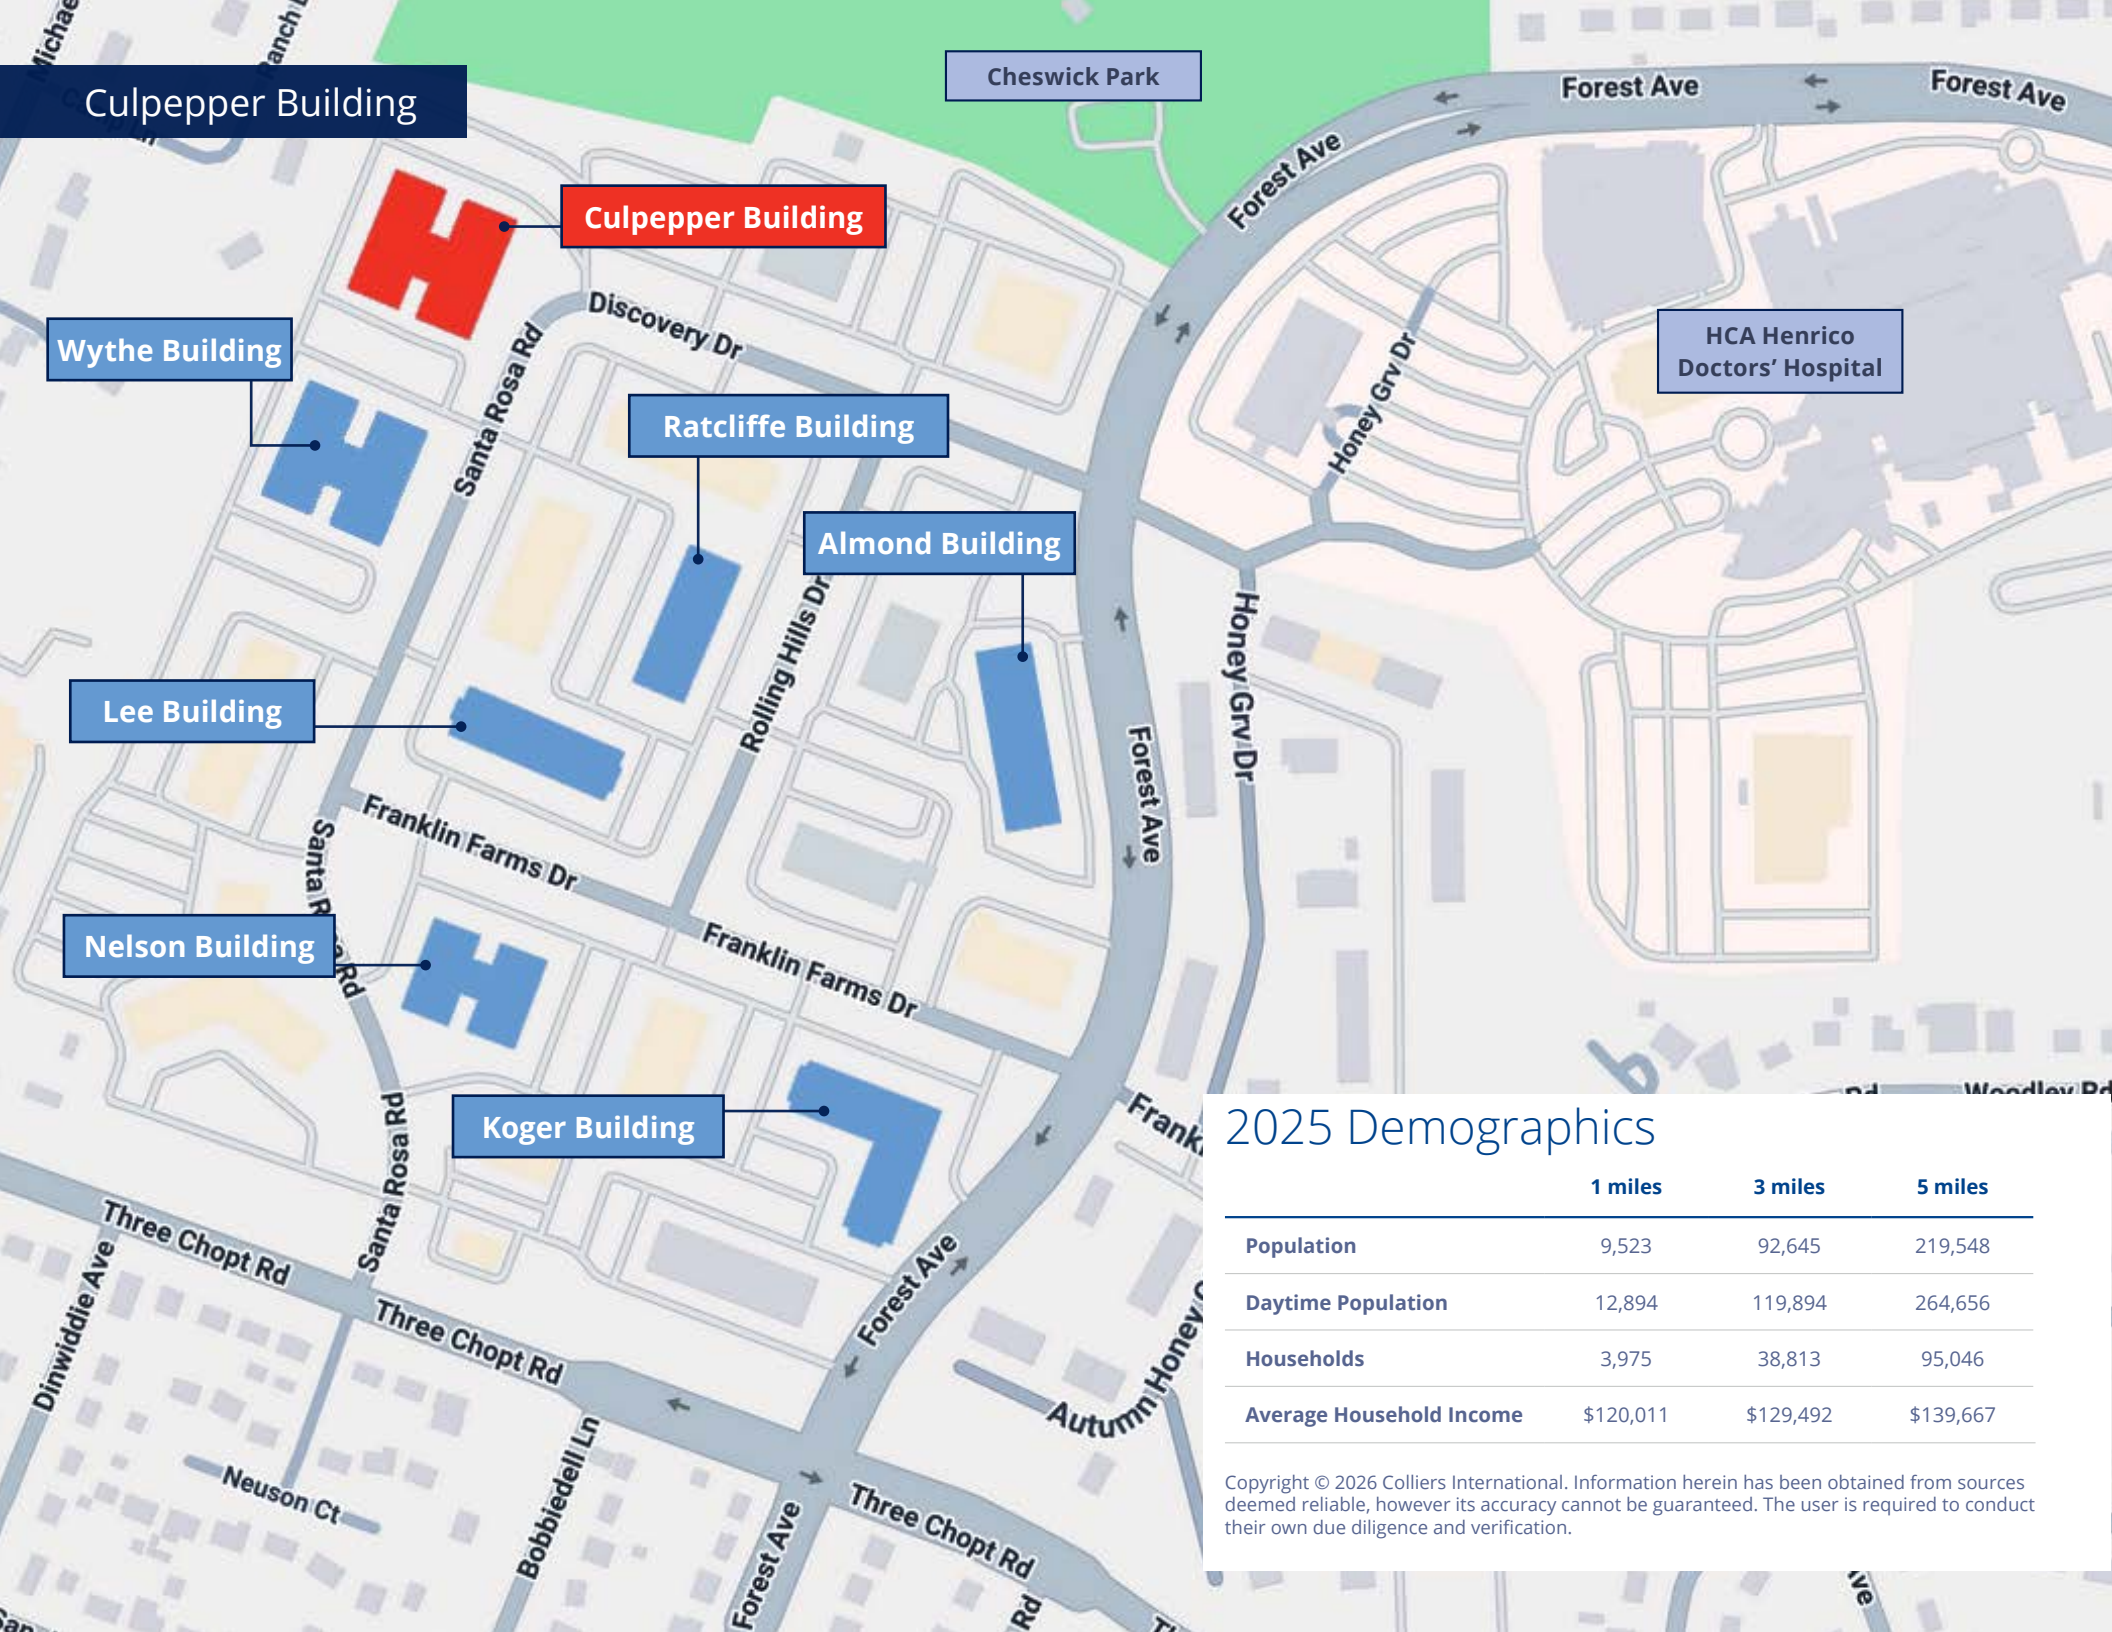 Culpepper Building
Cheswick Park
Forest Ave
Forest Ave
Forest Ave
Culpepper Building
Discovery Dr
Santa Rosa Rd
Wythe Building
HCA Henrico
Doctors' Hospital
Honey Grv Dr
Ratcliffe Building
Almond Building
Rolling Hills Dr
Honey Grv Dr
Lee Building
Forest Ave
Franklin Farms Dr
Nelson Building
Franklin Farms Dr
Santa Rosa Rd
Koger Building
Woodley Rd
Three Chopt Rd
Dinwiddie Ave
Forest Ave
Three Chopt Rd
Autumn Honey
Neuson Ct
Bobbiedell Ln
Forest Ave
Three Chopt Rd
Rd
2025 Demographics
1 miles 3 miles 5 miles
Population 9,523 92,645 219,548
Daytime Population 12,894 119,894 264,656
Households 3,975 38,813 95,046
Average Household Income $120,011 $129,492 $139,667
Copyright © 2026 Colliers International. Information herein has been obtained from sources
deemed reliable, however its accuracy cannot be guaranteed. The user is required to conduct
their own due diligence and verification.